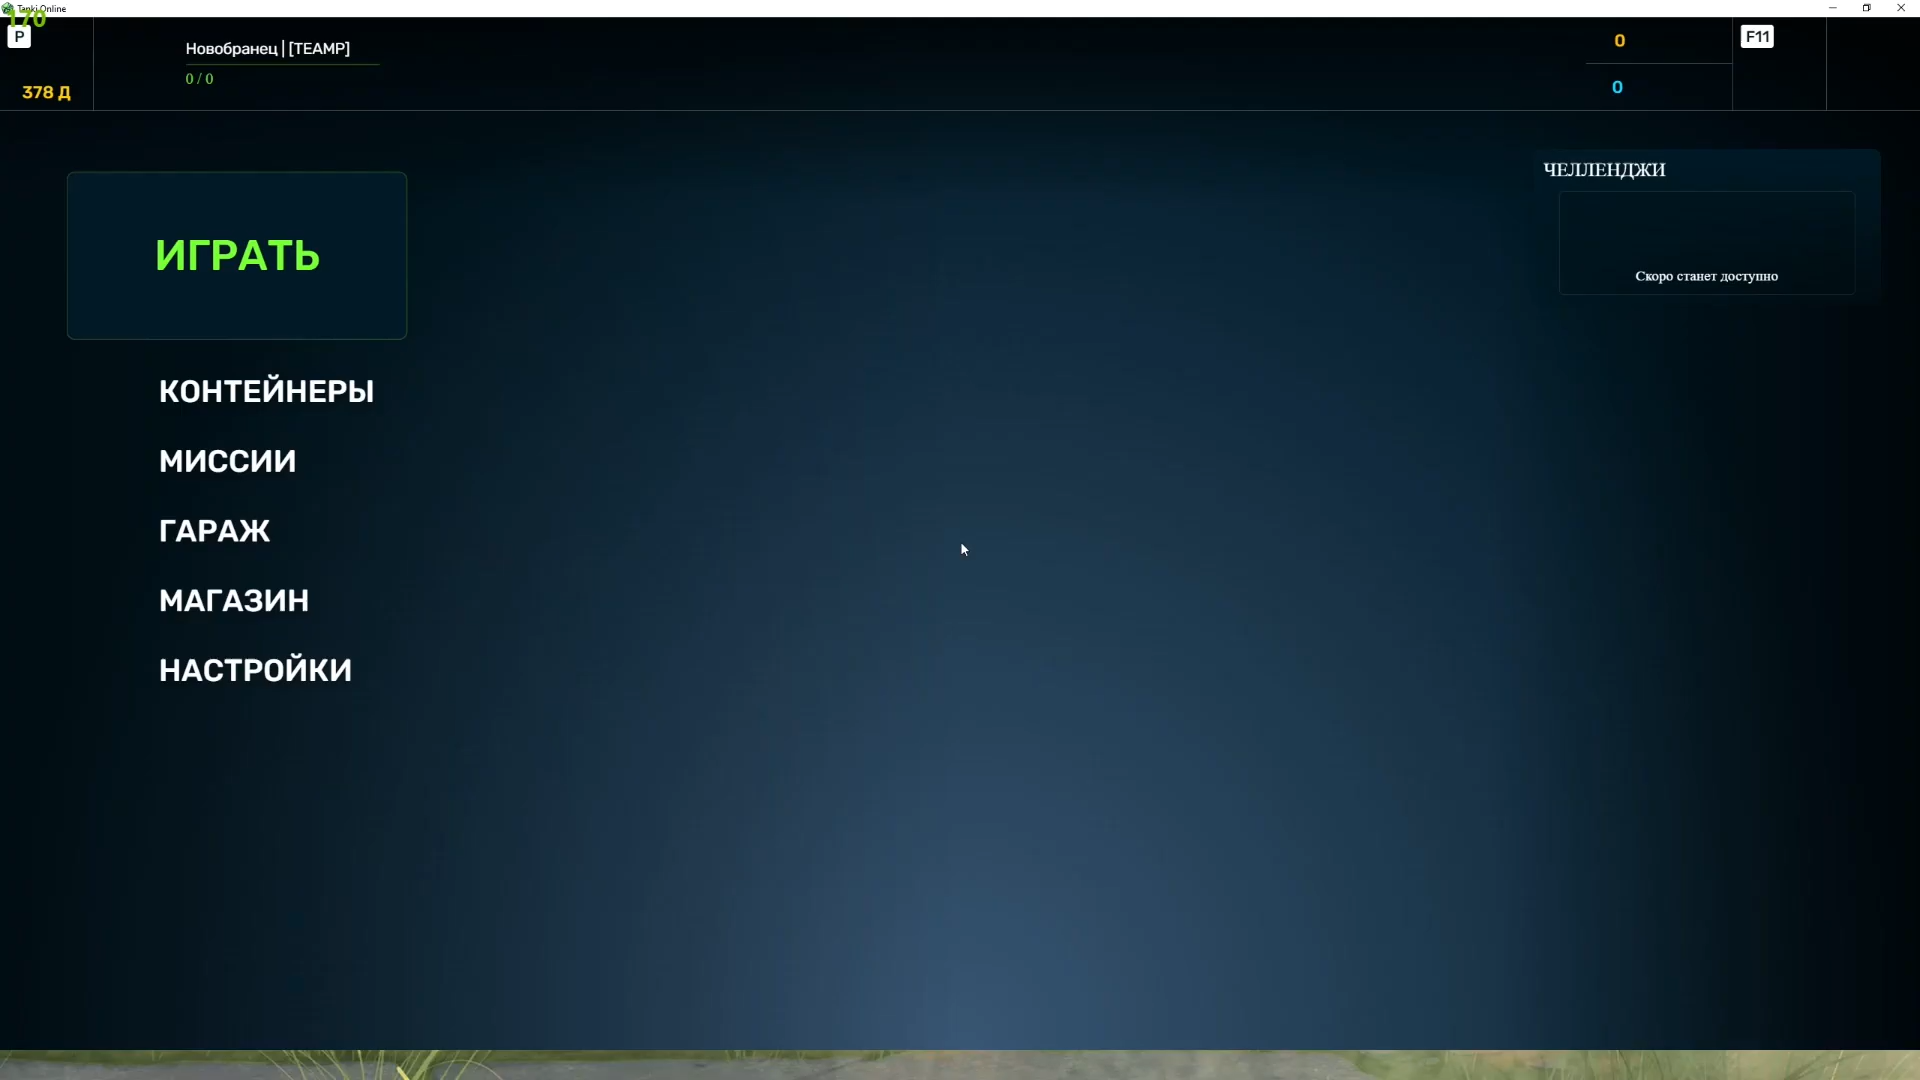 Tanki Online
170
P
378 Д
Новобранец | [TEAMP]
0 / 0
0
0
F11
ИГРАТЬ
КОНТЕЙНЕРЫ
МИССИИ
ГАРАЖ
МАГАЗИН
НАСТРОЙКИ
ЧЕЛЛЕНДЖИ
Скоро станет доступно